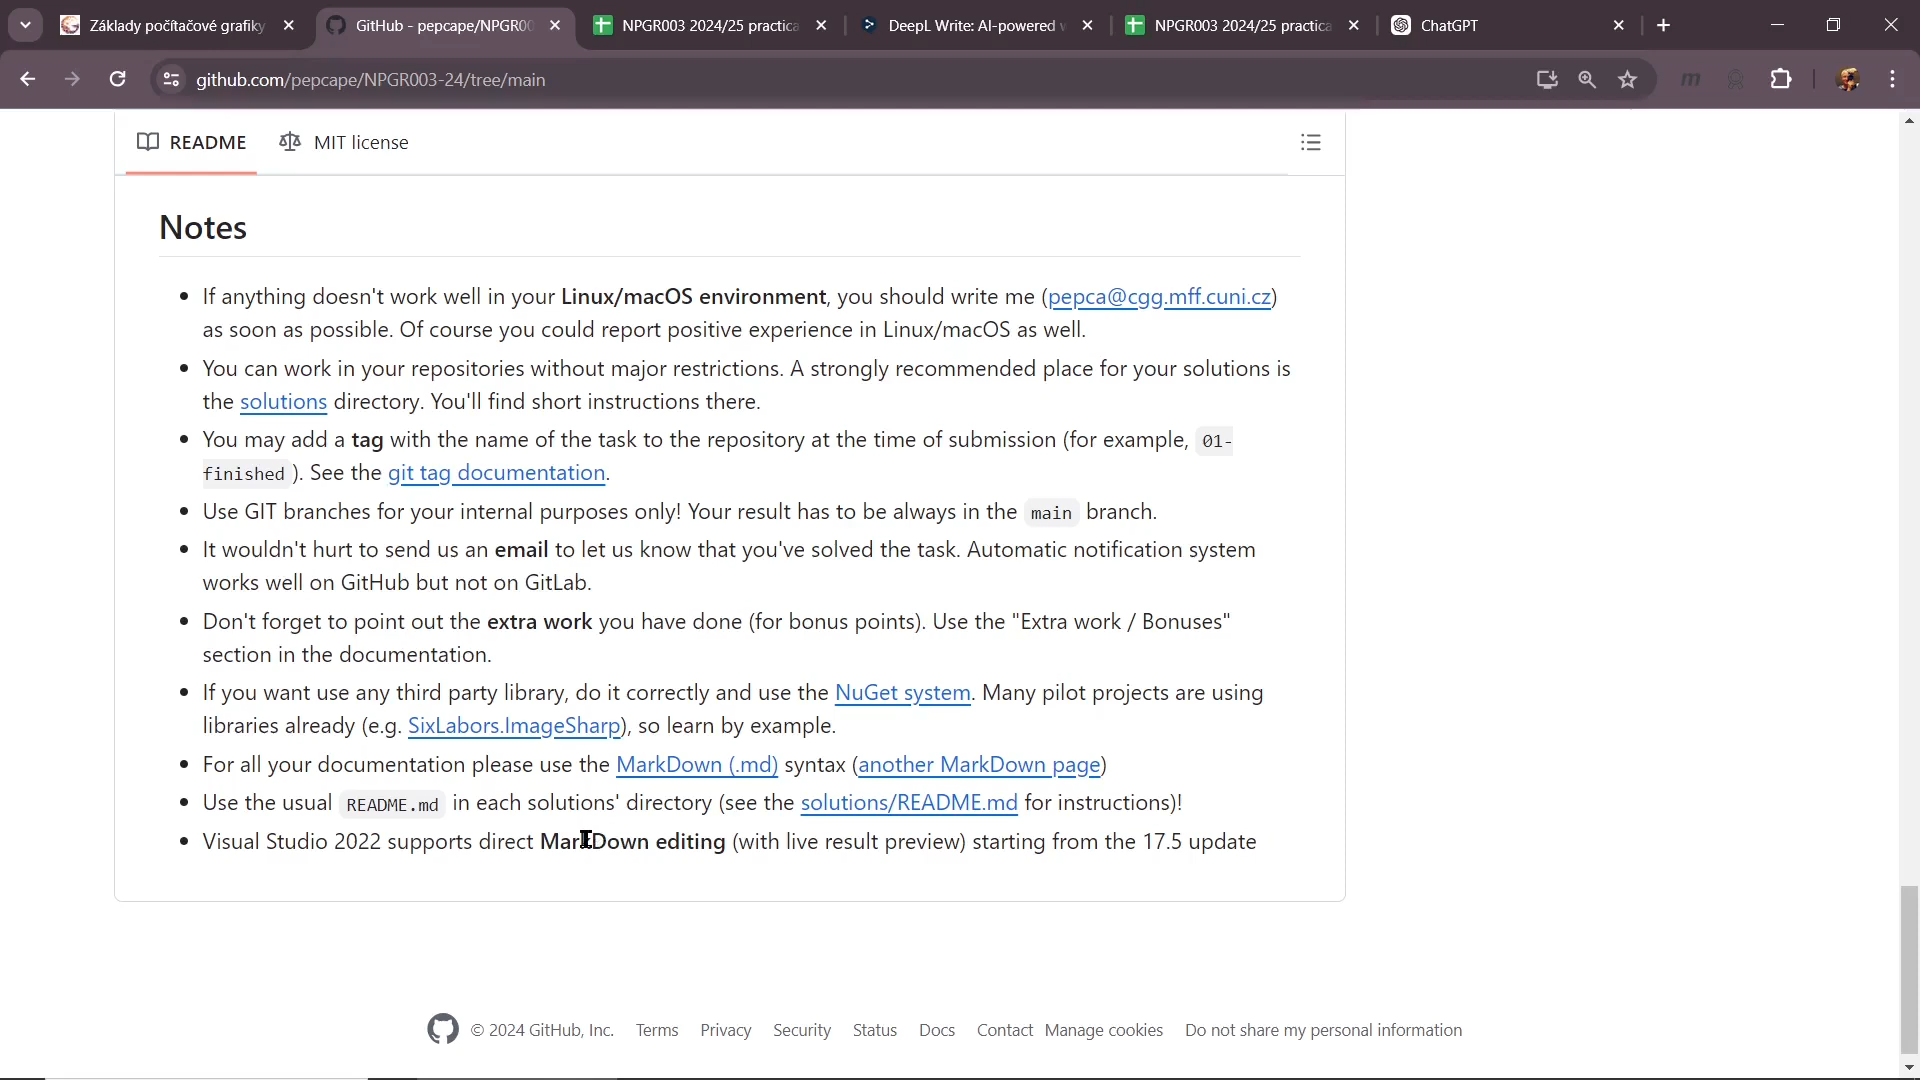 Základy počítačové grafiky
GitHub - pepcape/NPGR00
NPGR003 2024/25 practica
DeepL Write: AI-powered w
NPGR003 2024/25 practica
ChatGPT
github.com/pepcape/NPGR003-24/tree/main
README
MIT license
Notes
If anything doesn't work well in your Linux/macOS environment, you should write me (pepca@cgg.mff.cuni.cz)
as soon as possible. Of course you could report positive experience in Linux/macOS as well.
You can work in your repositories without major restrictions. A strongly recommended place for your solutions is
the solutions directory. You'll find short instructions there.
You may add a tag with the name of the task to the repository at the time of submission (for example, 01-
finished ). See the git tag documentation.
Use GIT branches for your internal purposes only! Your result has to be always in the main branch.
It wouldn't hurt to send us an email to let us know that you've solved the task. Automatic notification system
works well on GitHub but not on GitLab.
Don't forget to point out the extra work you have done (for bonus points). Use the "Extra work / Bonuses"
section in the documentation.
If you want use any third party library, do it correctly and use the NuGet system. Many pilot projects are using
libraries already (e.g. SixLabors.ImageSharp), so learn by example.
For all your documentation please use the MarkDown (.md) syntax (another MarkDown page)
Use the usual README.md in each solutions' directory (see the solutions/README.md for instructions)!
Visual Studio 2022 supports direct MarkDown editing (with live result preview) starting from the 17.5 update
© 2024 GitHub, Inc. Terms Privacy Security Status Docs Contact Manage cookies Do not share my personal information